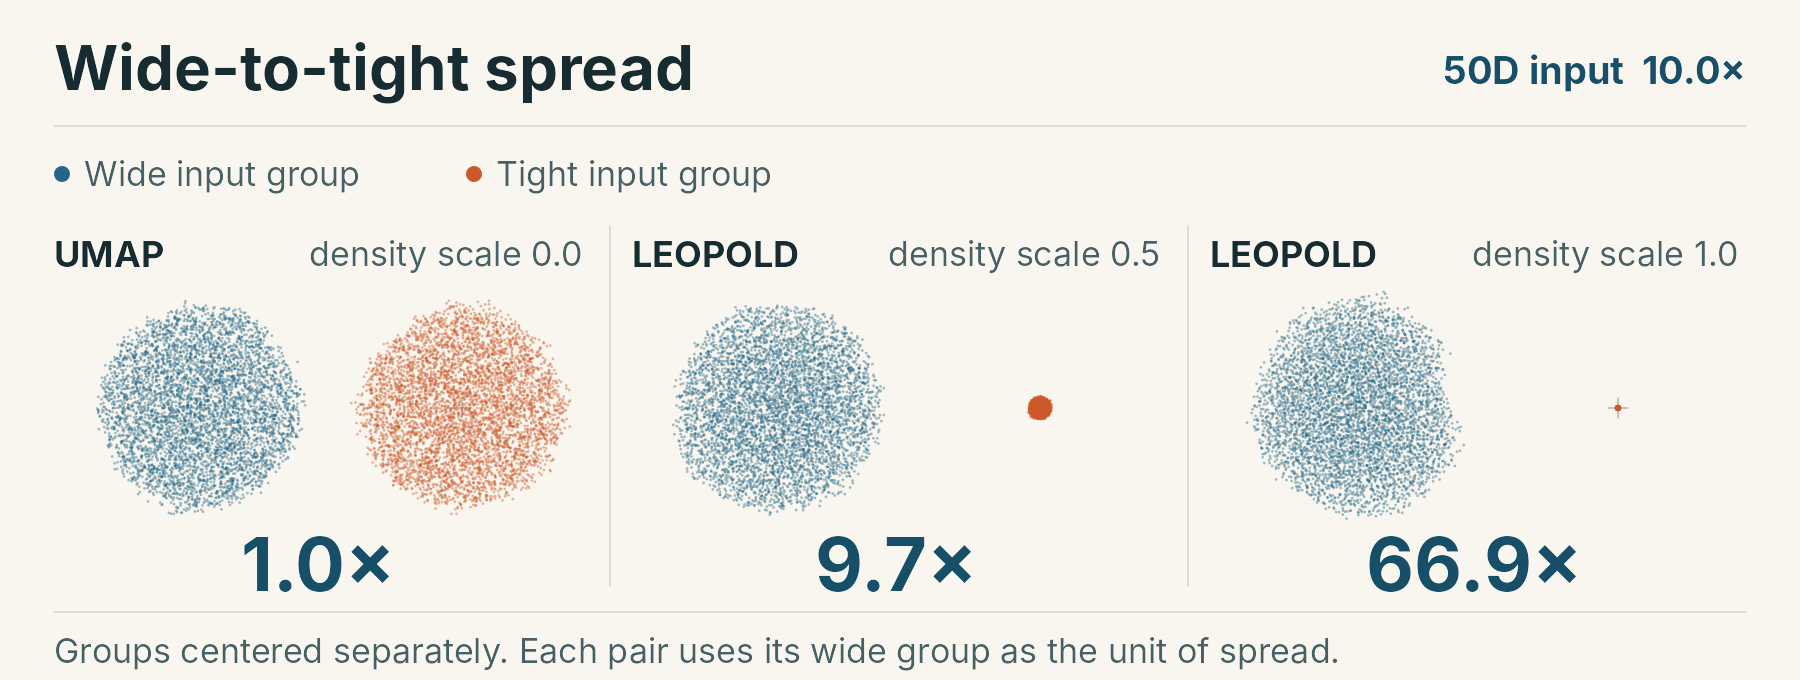 Wide-to-tight spread
50D input 10.0×
Wide input group
Tight input group
UMAP
density scale 0.0
LEOPOLD
density scale 0.5
LEOPOLD
density scale 1.0
1.0×
9.7×
66.9×
Groups centered separately. Each pair uses its wide group as the unit of spread.